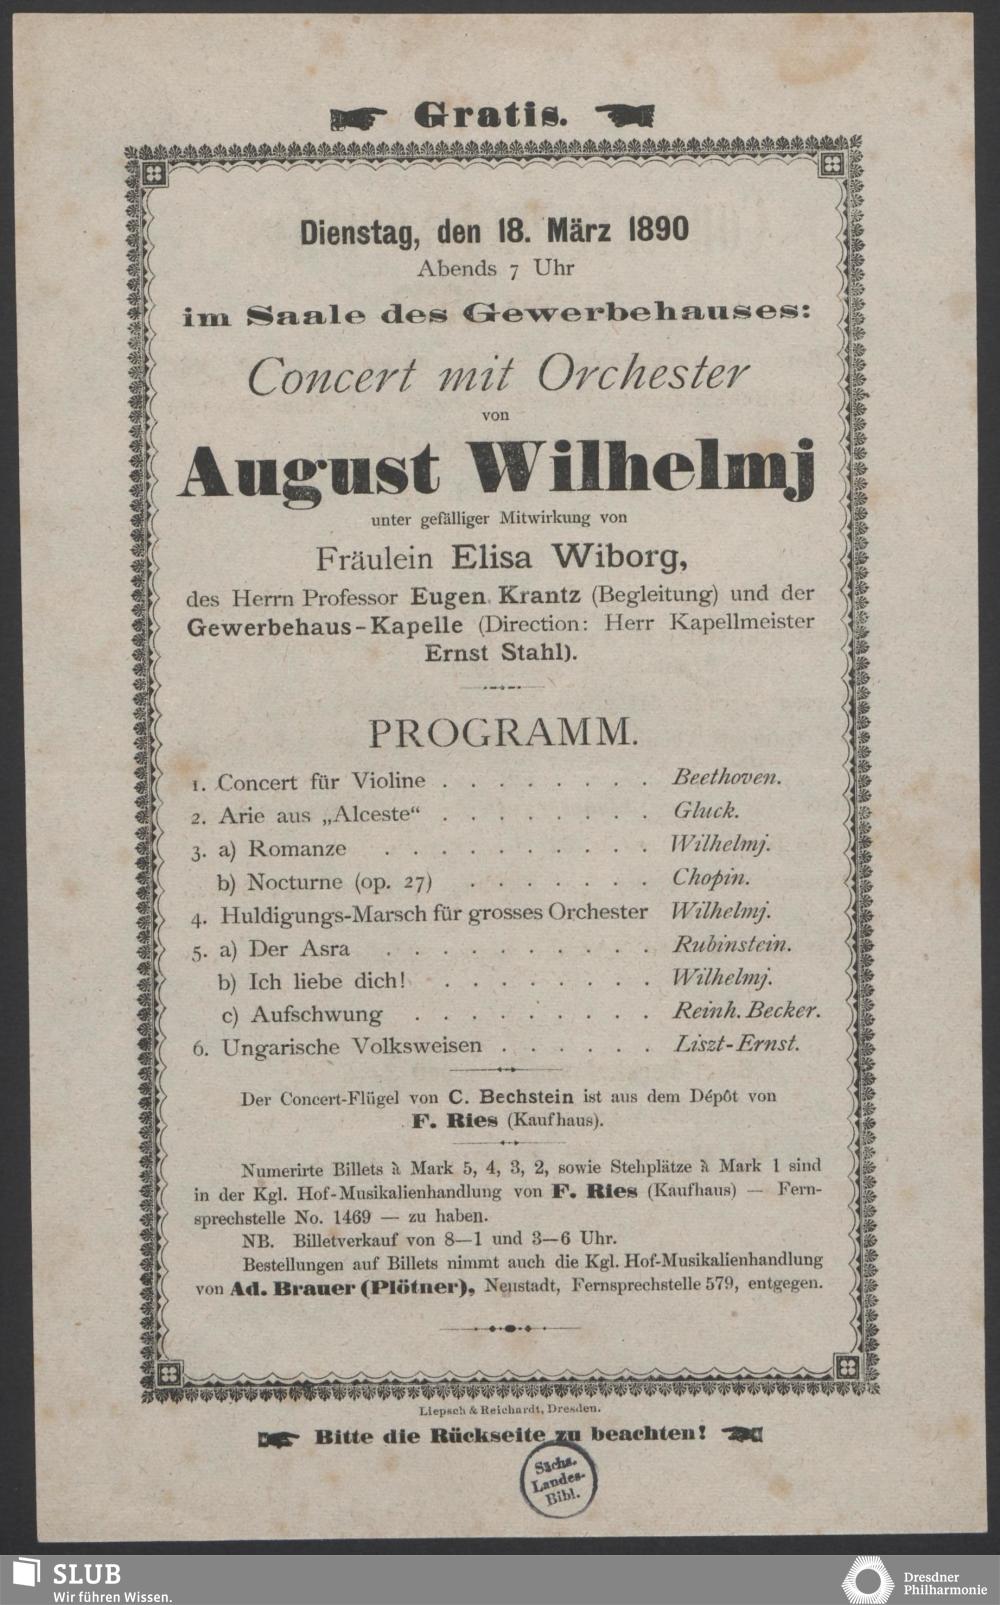 Gratis.
Dienstag, den 18. März 1890
Abends 7 Uhr
im Saale des Gewerbehauses:
Concert mit Orchester
von
August Wilhelmj
unter gefälliger Mitwirkung von
Fräulein Elisa Wiborg,
des Herrn Professor Eugen Krantz (Begleitung) und der
Gewerbehaus-Kapelle (Direction: Herr Kapellmeister
Ernst Stahl).
PROGRAMM.
1. Concert für Violine . . . . . . . . Beethoven.
2. Arie aus „Alceste“ . . . . . . . . Gluck.
3. a) Romanze . . . . . . . . . . Wilhelmj.
b) Nocturne (op. 27) . . . . . . . Chopin.
4. Huldigungs-Marsch für grosses Orchester Wilhelmj.
5. a) Der Asra . . . . . . . . . . Rubinstein.
b) Ich liebe dich! . . . . . . . . Wilhelmj.
c) Aufschwung . . . . . . . . . Reinh. Becker.
6. Ungarische Volksweisen . . . . . . Liszt-Ernst.
Der Concert-Flügel von C. Bechstein ist aus dem Dépôt von
F. Ries (Kaufhaus).
Numerirte Billets à Mark 5, 4, 3, 2, sowie Stehplätze à Mark 1 sind
in der Kgl. Hof-Musikalienhandlung von F. Ries (Kaufhaus) — Fern-
sprechstelle No. 1469 — zu haben.
NB. Billetverkauf von 8—1 und 3—6 Uhr.
Bestellungen auf Billets nimmt auch die Kgl. Hof-Musikalienhandlung
von Ad. Brauer (Plötner), Neustadt, Fernsprechstelle 579, entgegen.
Liepsch & Reichardt, Dresden.
Bitte die Rückseite zu beachten!
Sächs.
Landes-
Bibl.
SLUB
Wir führen Wissen.
Dresdner
Philharmonie